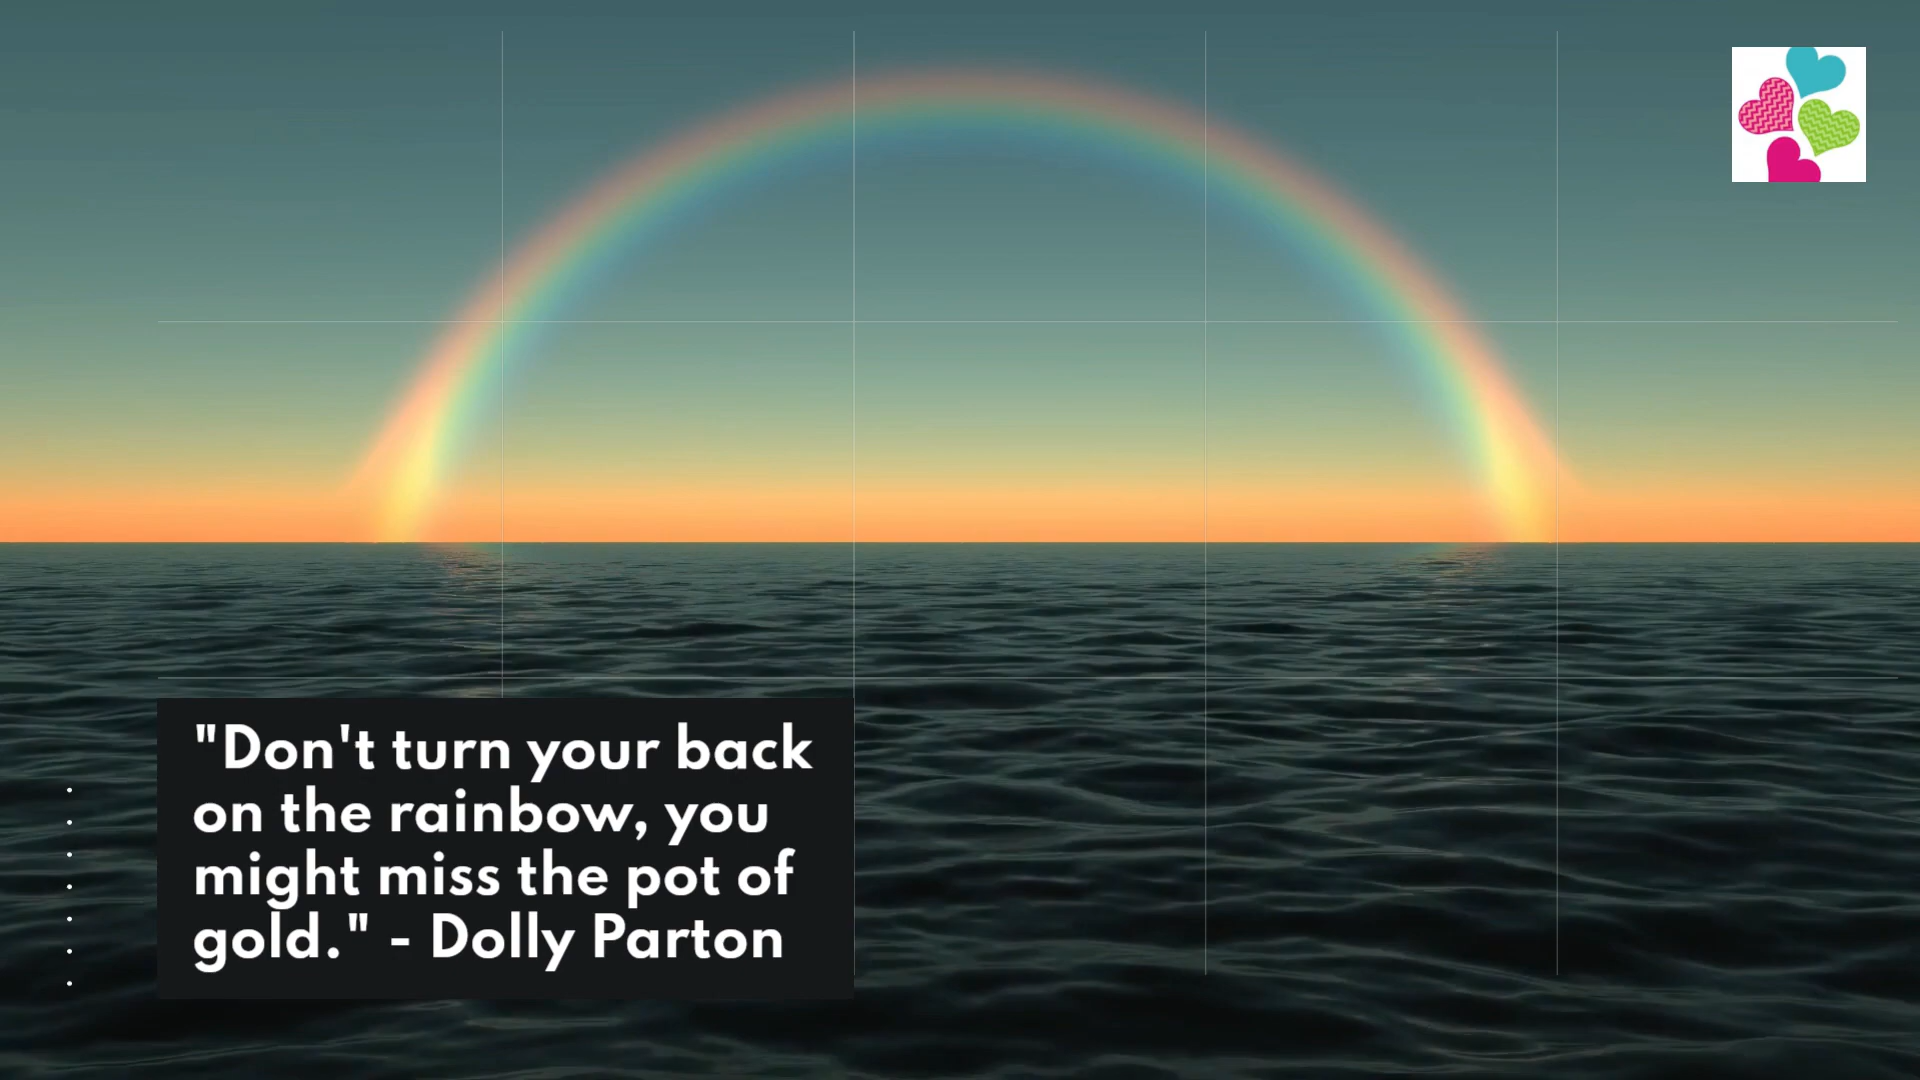 "Don't turn your back
on the rainbow, you
might miss the pot of
gold." - Dolly Parton